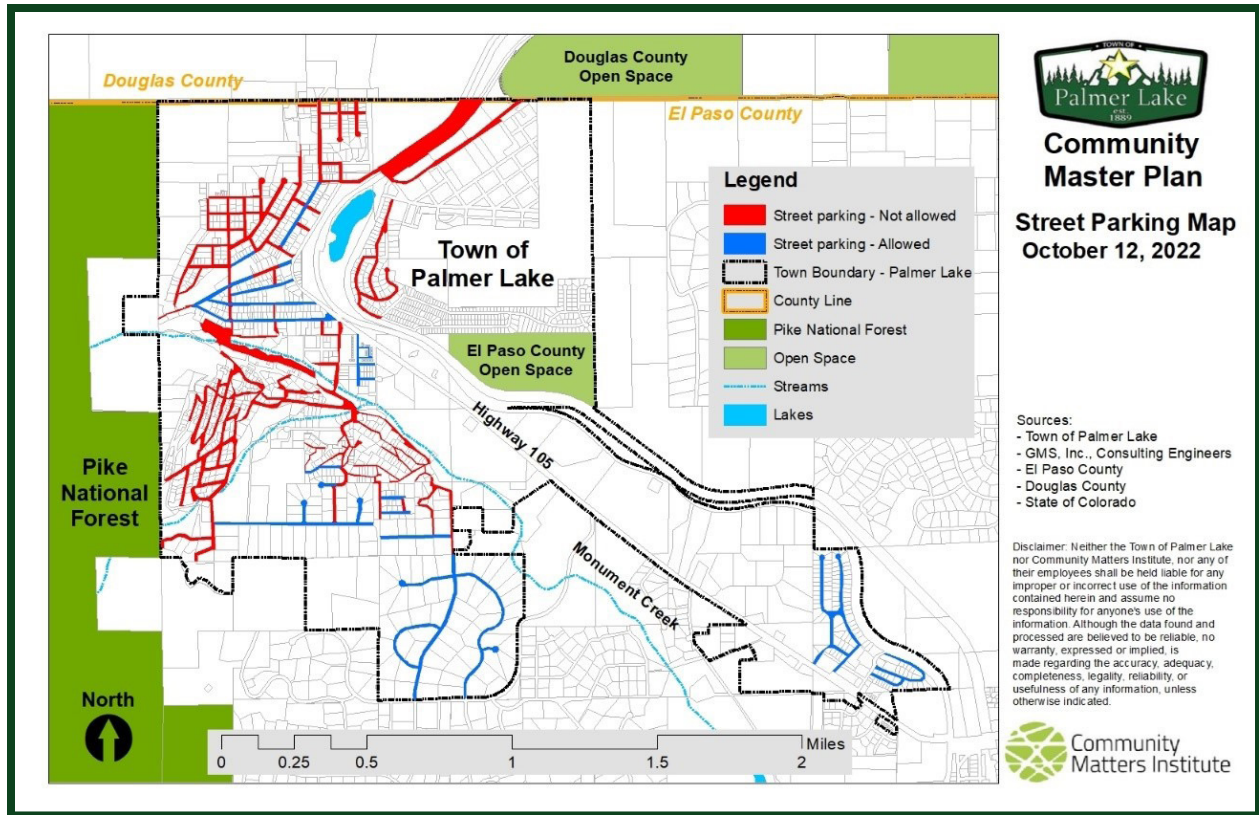 Douglas County
Douglas County
Open Space
El Paso County
Town of
Palmer Lake
El Paso County
Open Space
Highway 105
Monument Creek
Pike
National
Forest
North
0 0.25 0.5 1 1.5 2
Miles
Legend
Street parking - Not allowed
Street parking - Allowed
Town Boundary - Palmer Lake
County Line
Pike National Forest
Open Space
Streams
Lakes
TOWN OF
Palmer Lake
est.
1889
Community
Master Plan
Street Parking Map
October 12, 2022
Sources:
- Town of Palmer Lake
- GMS, Inc., Consulting Engineers
- El Paso County
- Douglas County
- State of Colorado
Disclaimer: Neither the Town of Palmer Lake
nor Community Matters Institute, nor any of
their employees shall be held liable for any
improper or incorrect use of the information
contained herein and assume no
responsibility for anyone's use of the
information. Although the data found and
processed are believed to be reliable, no
warranty, expressed or implied, is
made regarding the accuracy, adequacy,
completeness, legality, reliability, or
usefulness of any information, unless
otherwise indicated.
Community
Matters Institute